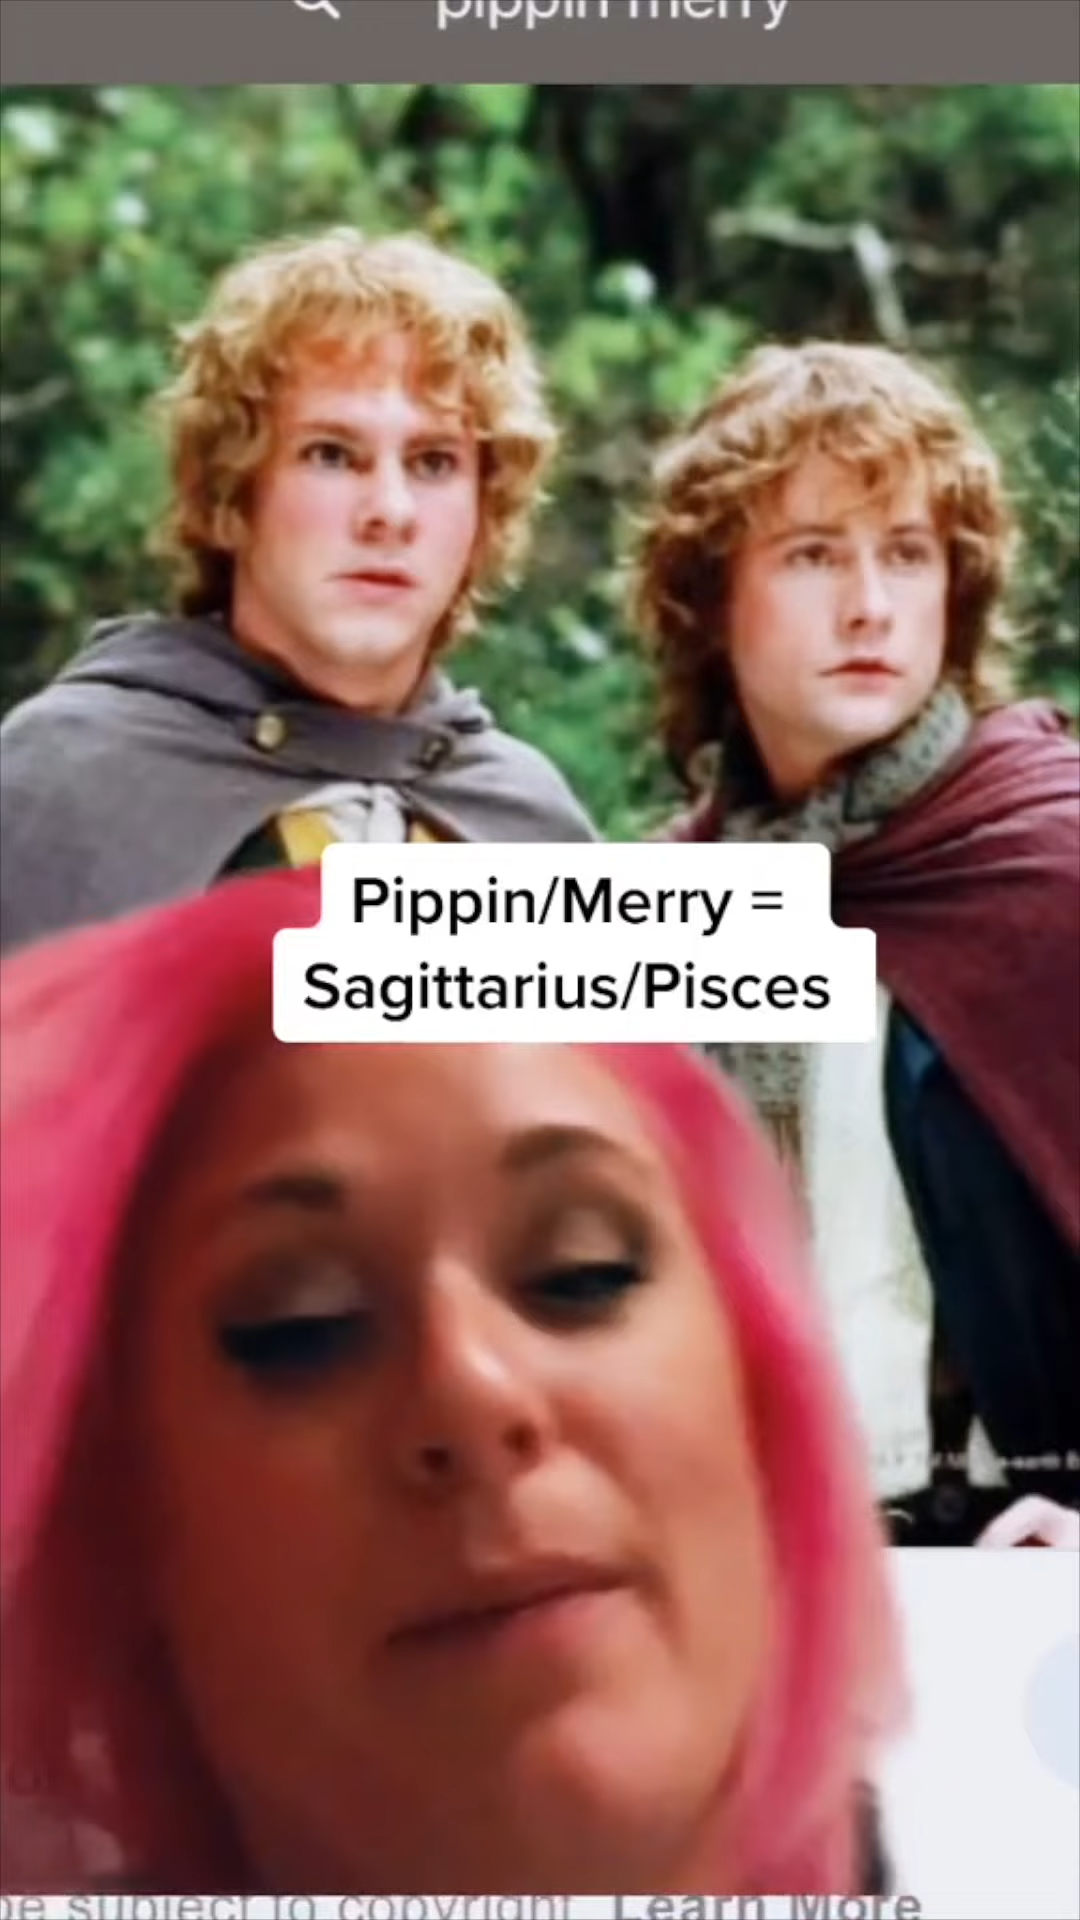 pippin merry
Pippin/Merry =
Sagittarius/Pisces
be subject to copyright. Learn More